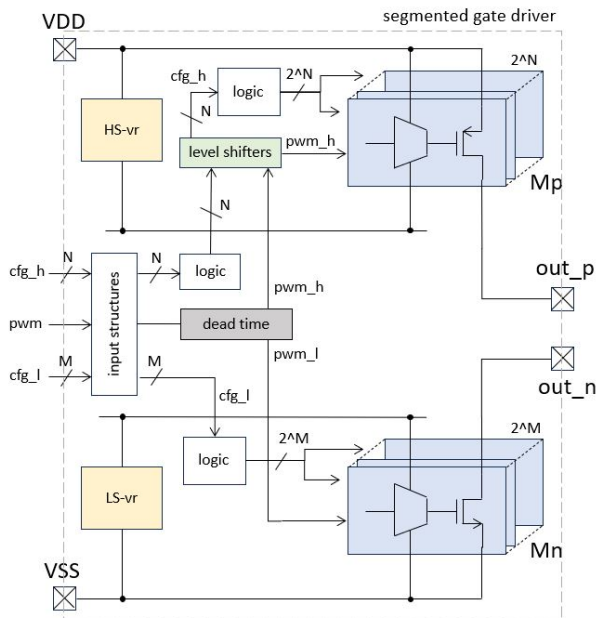 segmented gate driver
VDD
cfg_h
N
logic
2^N
2^N
HS-vr
level shifters
pwm_h
Mp
N
cfg_h
N
N
logic
out_p
pwm_h
pwm
input structures
dead time
pwm_l
cfg_l
M
M
cfg_l
out_n
2^M
logic
2^M
LS-vr
Mn
VSS